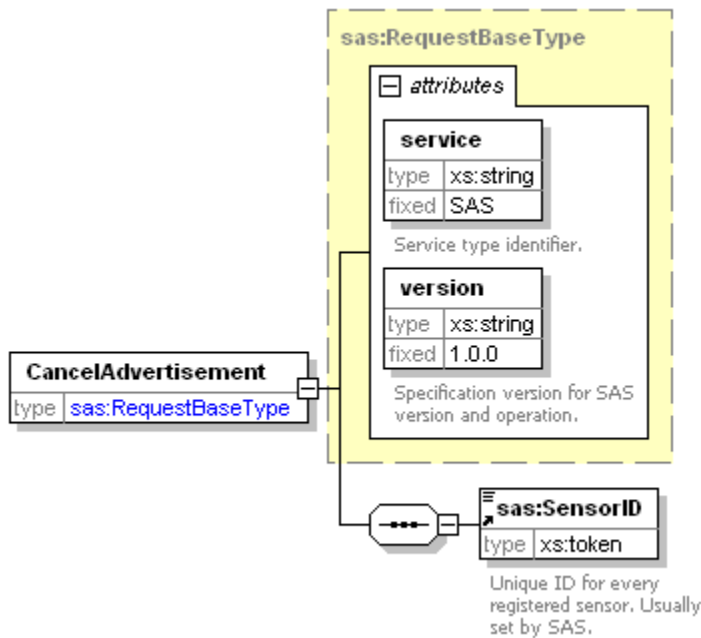 sas:RequestBaseType
attributes
service
type xs:string
fixed SAS
Service type identifier.
version
type xs:string
fixed 1.0.0
Specification version for SAS
version and operation.
CancelAdvertisement
type sas:RequestBaseType
sas:SensorID
type xs:token
Unique ID for every
registered sensor. Usually
set by SAS.